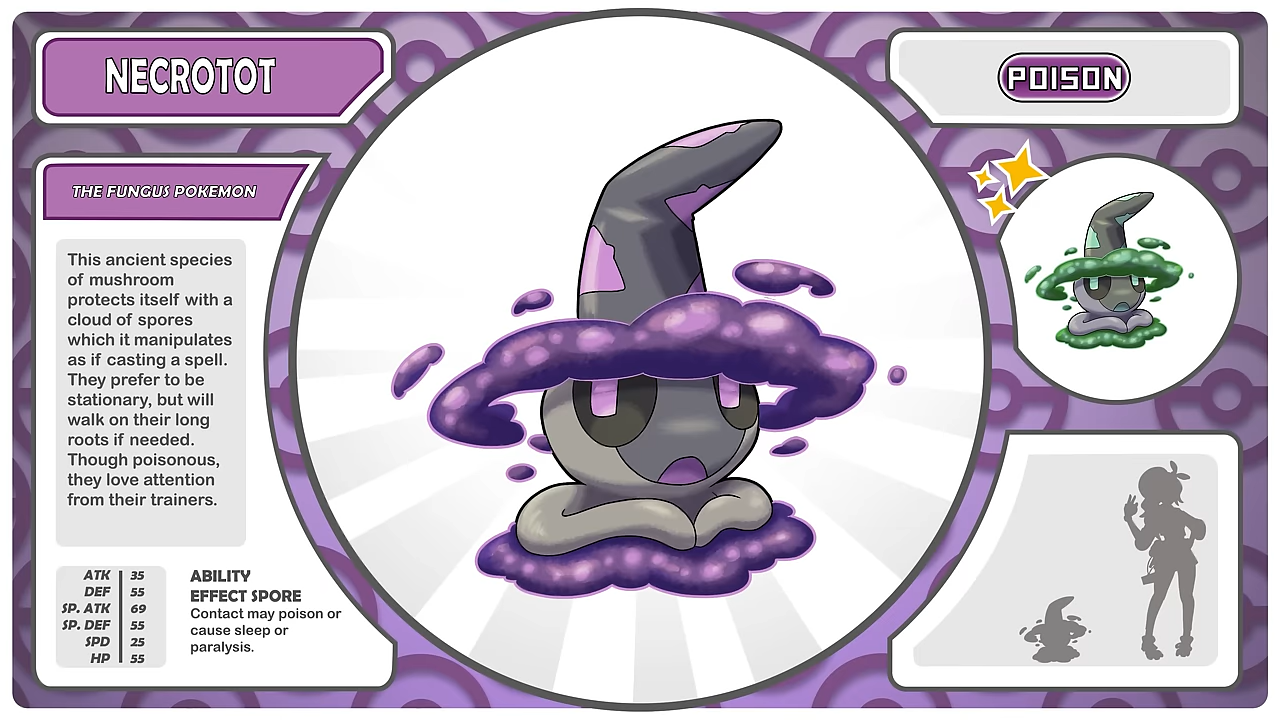 NECROTOT
POISON
THE FUNGUS POKEMON
This ancient species
of mushroom
protects itself with a
cloud of spores
which it manipulates
as if casting a spell.
They prefer to be
stationary, but will
walk on their long
roots if needed.
Though poisonous,
they love attention
from their trainers.
ATK 35
DEF 55
SP. ATK 69
SP. DEF 55
SPD 25
HP 55
ABILITY
EFFECT SPORE
Contact may poison or
cause sleep or
paralysis.